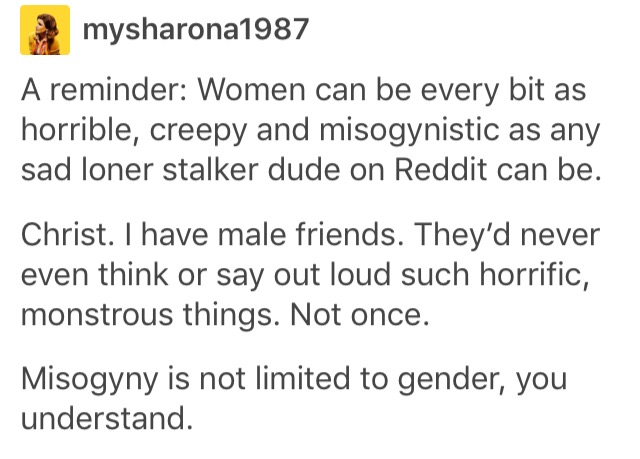 mysharona1987
A reminder: Women can be every bit as
horrible, creepy and misogynistic as any
sad loner stalker dude on Reddit can be.
Christ. I have male friends. They’d never
even think or say out loud such horrific,
monstrous things. Not once.
Misogyny is not limited to gender, you
understand.